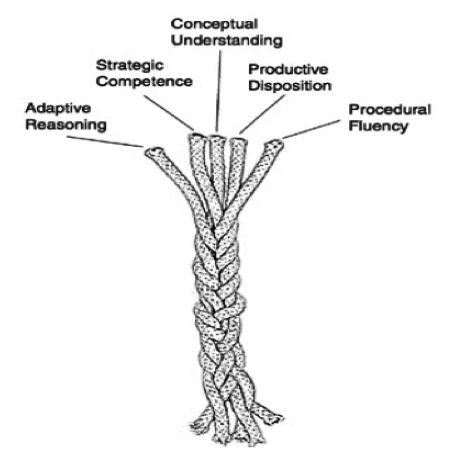 Conceptual
Understanding
Strategic
Competence
Productive
Disposition
Adaptive
Reasoning
Procedural
Fluency